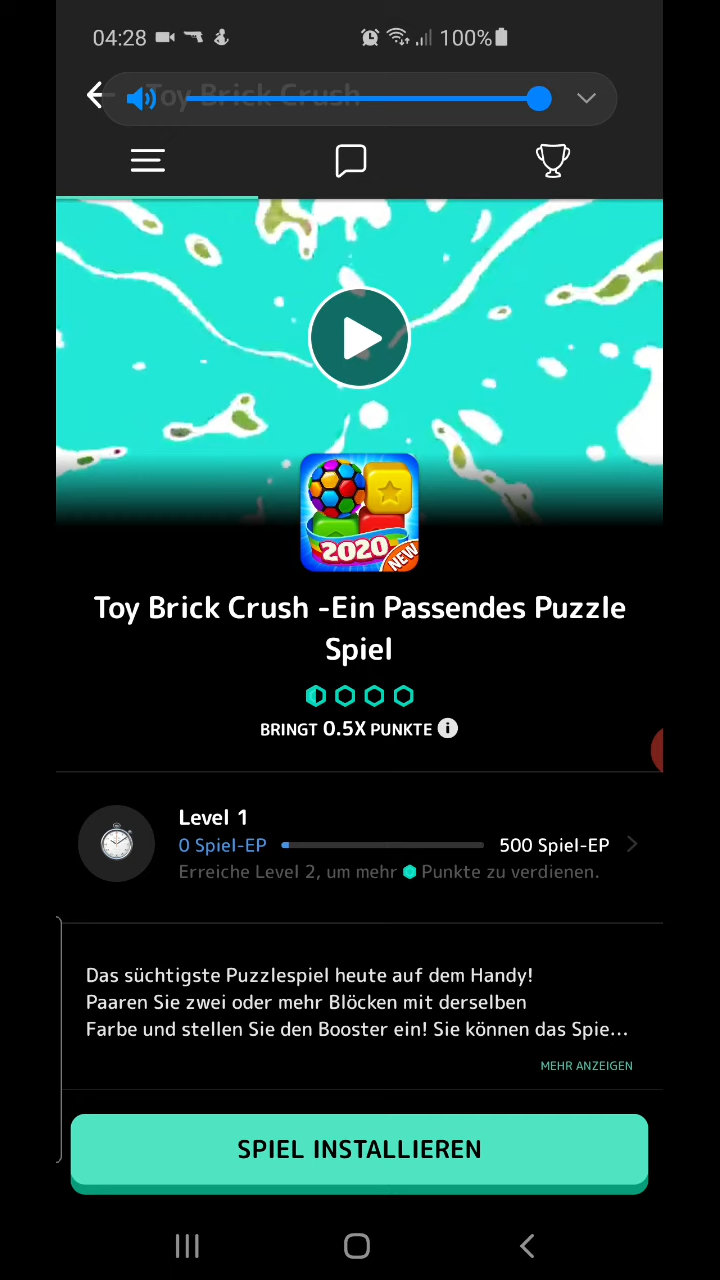 04:28
100%
Toy Brick Crush
2020
NEW
Toy Brick Crush -Ein Passendes Puzzle
Spiel
BRINGT 0.5X PUNKTE
Level 1
0 Spiel-EP
500 Spiel-EP
Erreiche Level 2, um mehr Punkte zu verdienen.
Das süchtigste Puzzlespiel heute auf dem Handy!
Paaren Sie zwei oder mehr Blöcken mit derselben
Farbe und stellen Sie den Booster ein! Sie können das Spie...
MEHR ANZEIGEN
SPIEL INSTALLIEREN